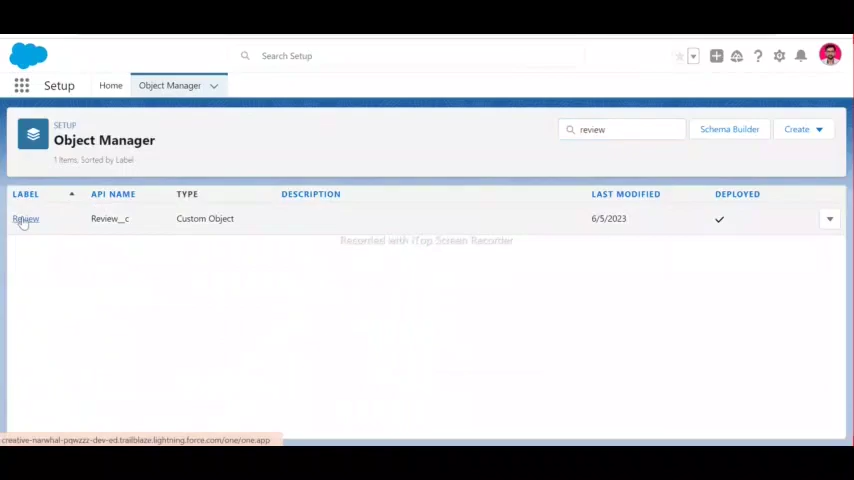 Search Setup
Setup
Home
Object Manager
SETUP
Object Manager
1 Items, Sorted by Label
review
Schema Builder
Create
LABEL
API NAME
TYPE
DESCRIPTION
LAST MODIFIED
DEPLOYED
Review
Review__c
Custom Object
6/5/2023
Recorded with iTop Screen Recorder
creative-narwhal-pqwzzz-dev-ed.trailblaze.lightning.force.com/one/one.app